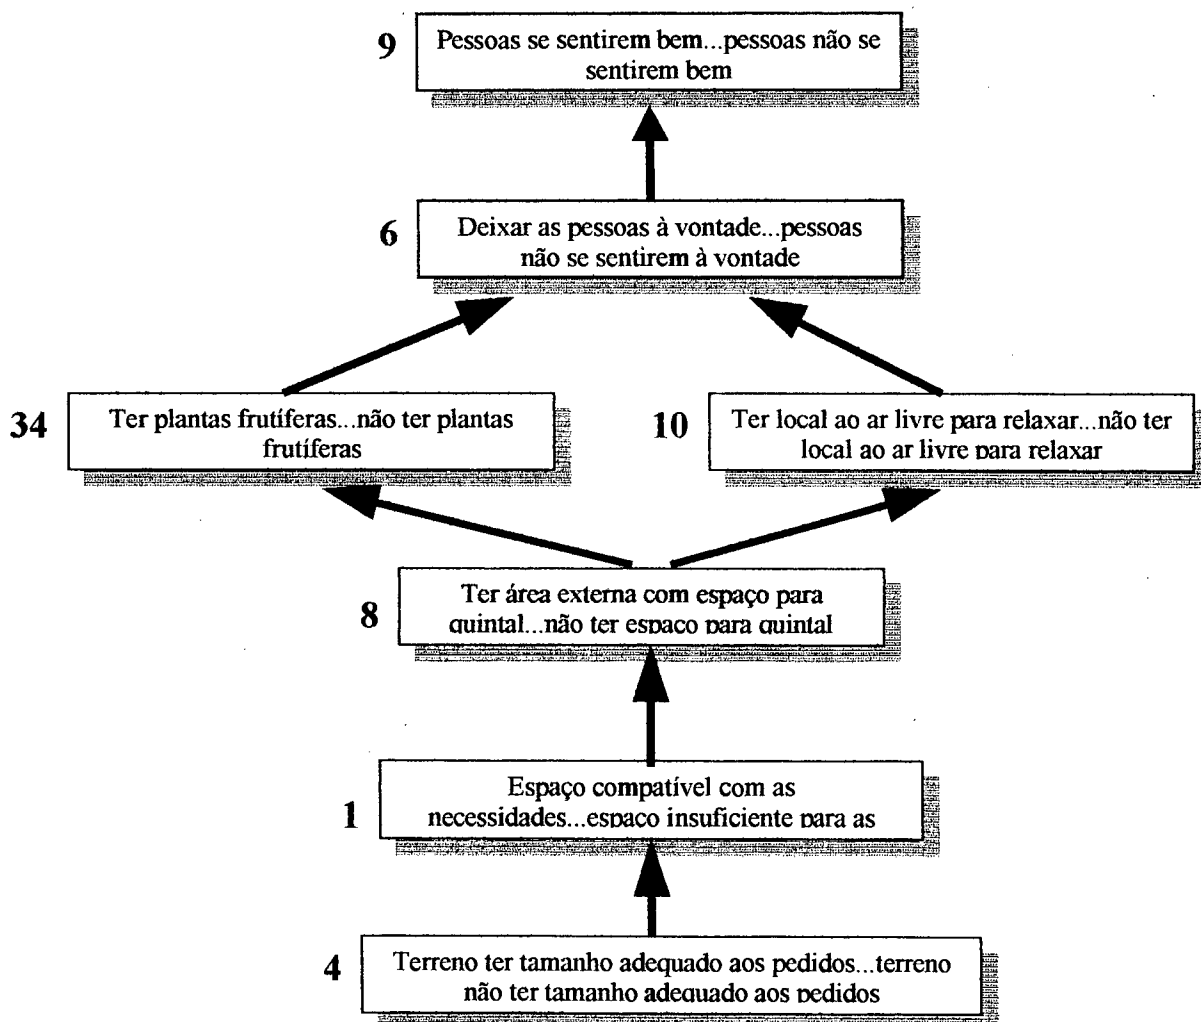 9
Pessoas se sentirem bem...pessoas não se
sentirem bem
6
Deixar as pessoas à vontade...pessoas
não se sentirem à vontade
34
Ter plantas frutíferas...não ter plantas
frutíferas
10
Ter local ao ar livre para relaxar...não ter
local ao ar livre para relaxar
8
Ter área externa com espaço para
quintal...não ter espaço para quintal
1
Espaço compatível com as
necessidades...espaço insuficiente para as
4
Terreno ter tamanho adequado aos pedidos...terreno
não ter tamanho adequado aos pedidos